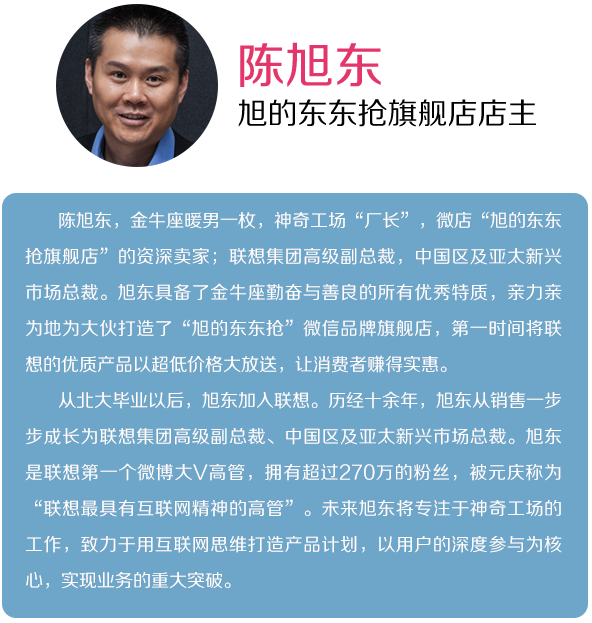 陈旭东
旭的东东抢旗舰店店主
陈旭东，金牛座暖男一枚，神奇工场“厂长”，微店“旭的东东
抢旗舰店”的资深卖家；联想集团高级副总裁，中国区及亚太新兴
市场总裁。旭东具备了金牛座勤奋与善良的所有优秀特质，亲力亲
为地为大伙打造了“旭的东东抢”微信品牌旗舰店，第一时间将联
想的优质产品以超低价格大放送，让消费者赚得实惠。
从北大毕业以后，旭东加入联想。历经十余年，旭东从销售一步
步成长为联想集团高级副总裁、中国区及亚太新兴市场总裁。旭东
是联想第一个微博大V高管，拥有超过270万的粉丝，被元庆称为
“联想最具有互联网精神的高管”。未来旭东将专注于神奇工场的
工作，致力于用互联网思维打造产品计划，以用户的深度参与为核
心，实现业务的重大突破。